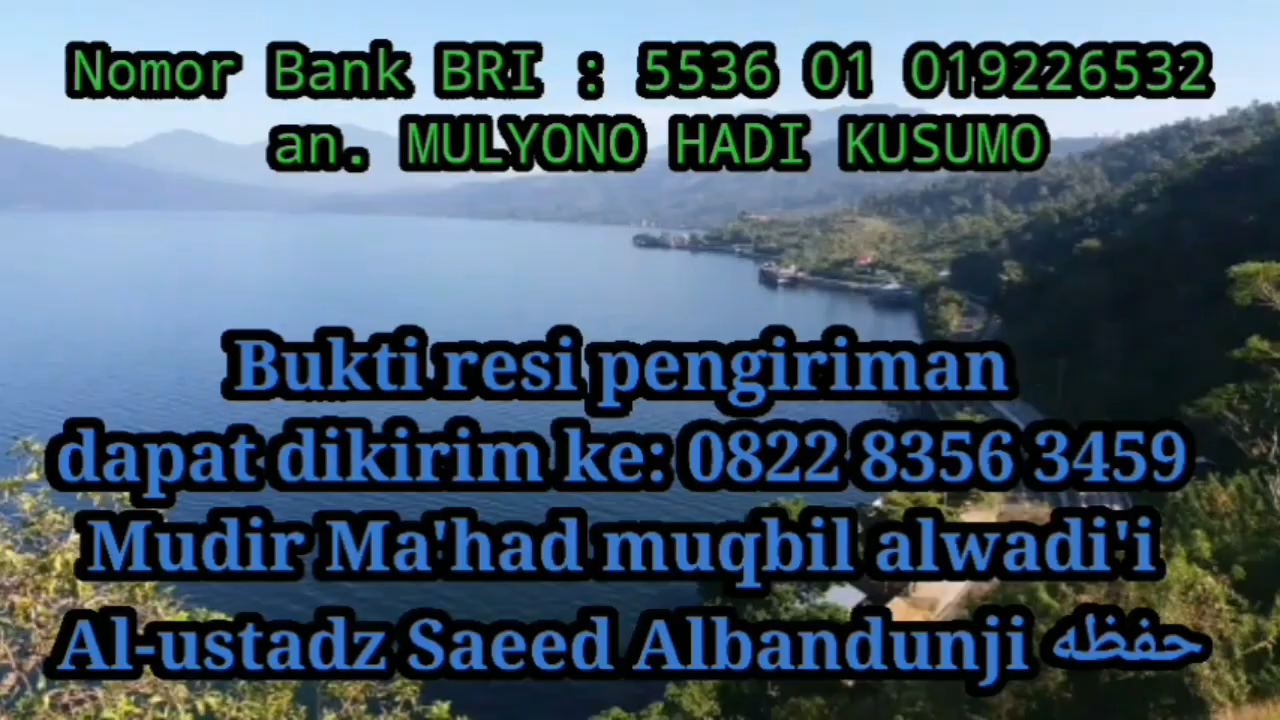 Nomor Bank BRI : 5536 01 019226532
an. MULYONO HADI KUSUMO
Bukti resi pengiriman
dapat dikirim ke: 0822 8356 3459
Mudir Ma'had muqbil alwadi'i
Al-ustadz Saeed Albandunji حفظه